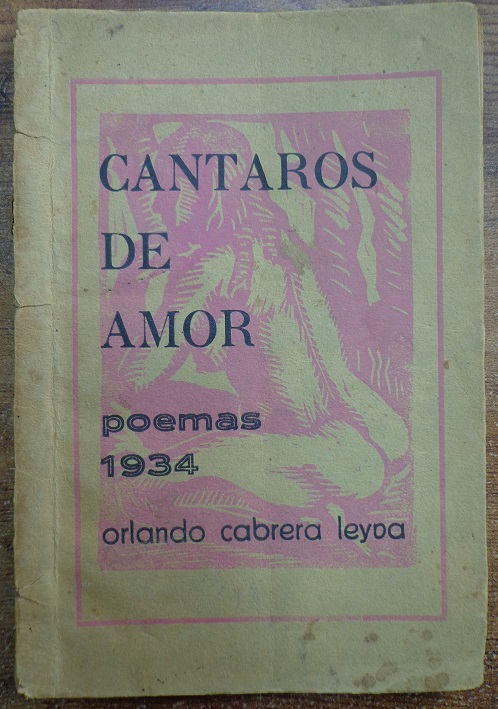 CANTAROS
DE
AMOR
poemas
1934
orlando cabrera leyva